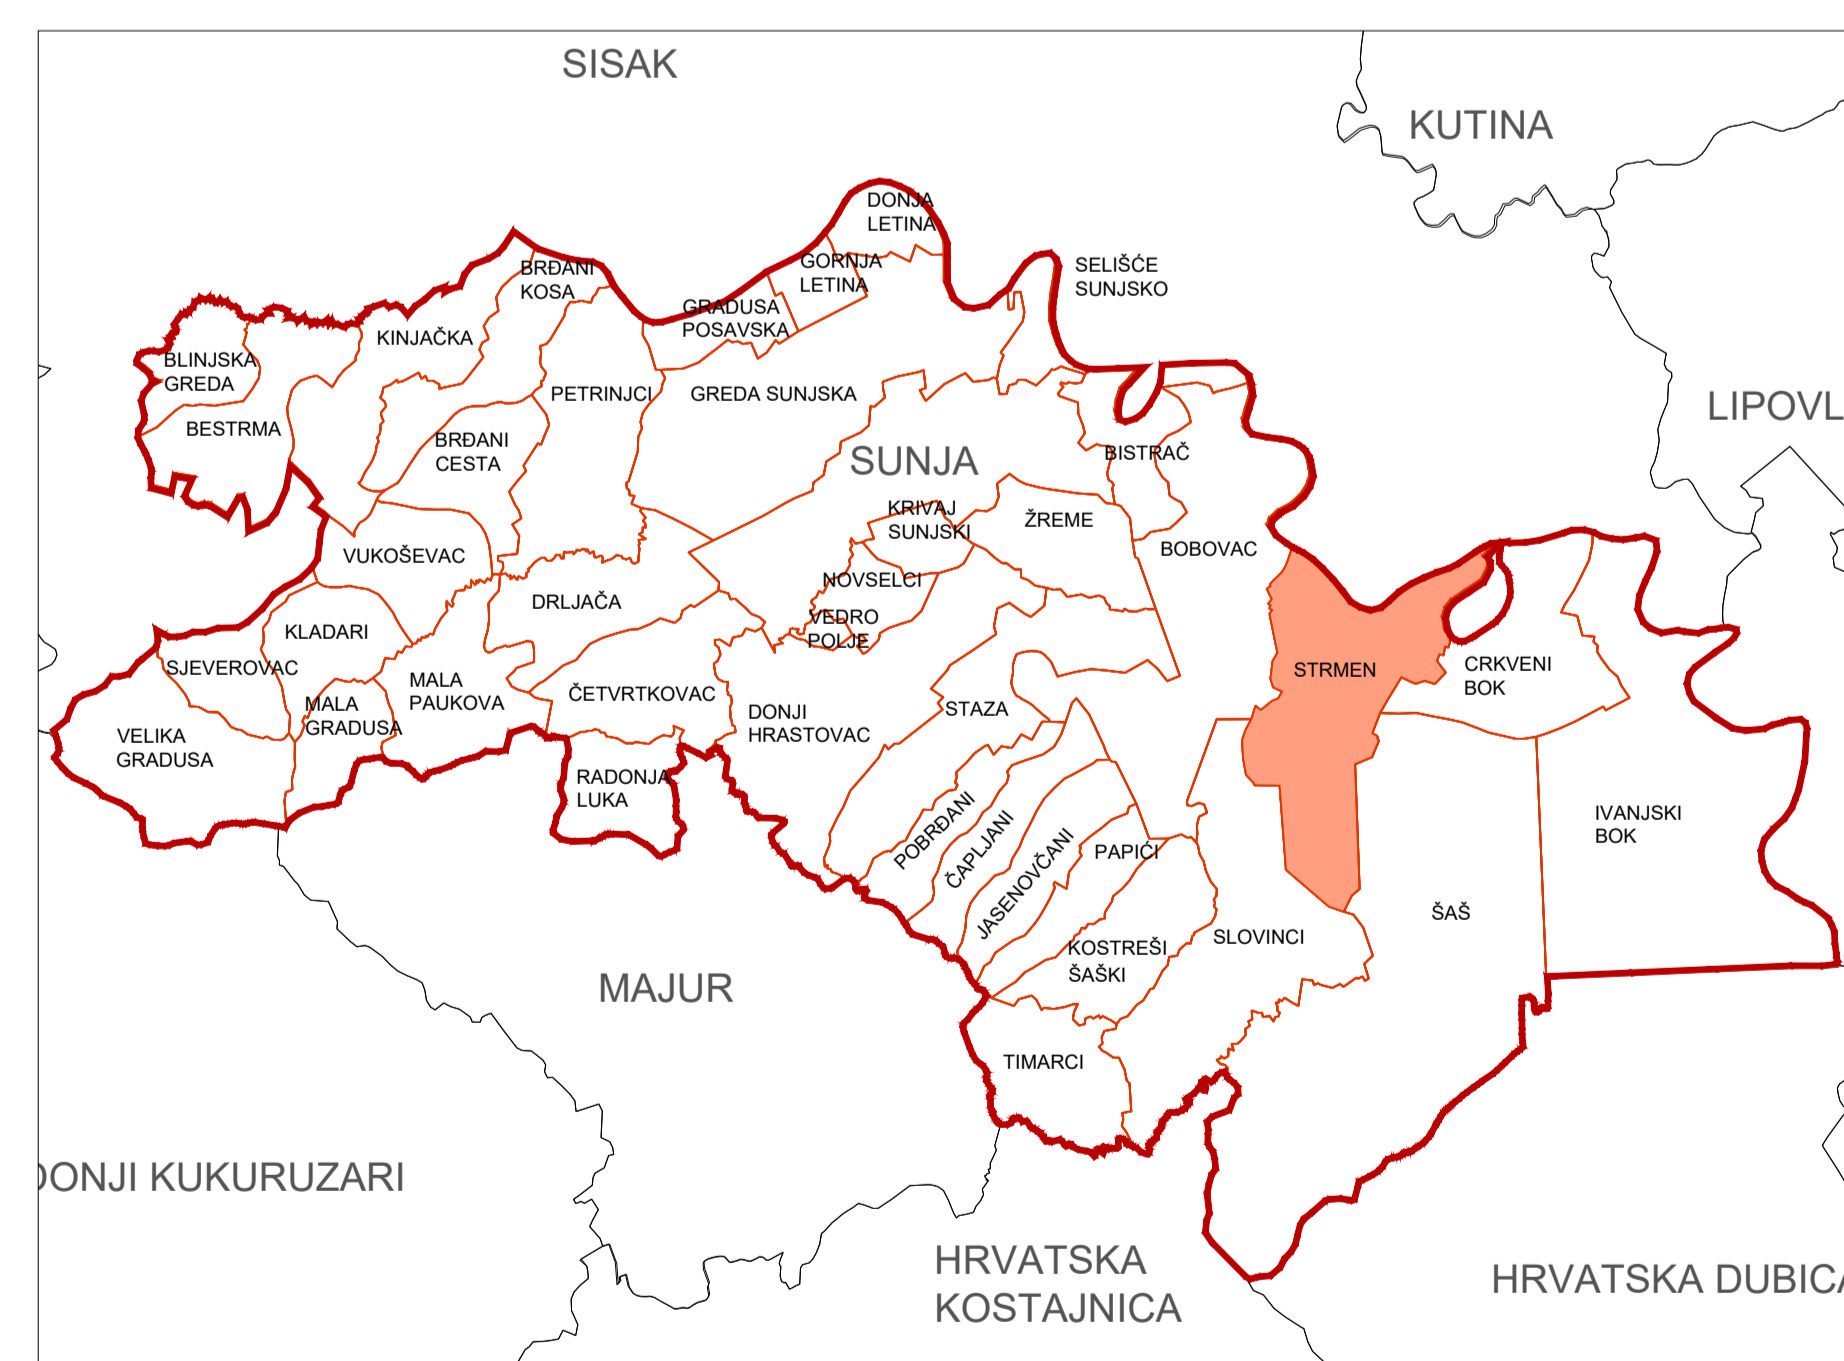 SISAK
KUTINA
DONJA
LETINA
GORNJA
LETINA
SELIŠĆE
SUNJSKO
BRĐANI
KOSA
GRADUSA
POSAVSKA
KINJAČKA
BLINJSKA
GREDA
PETRINJCI
GREDA SUNJSKA
LIPOVL
BESTRMA
BRĐANI
CESTA
SUNJA
BISTRAČ
KRIVAJ
SUNJSKI
ŽREME
VUKOŠEVAC
BOBOVAC
NOVSELCI
DRLJAČA
VEDRO
POLJE
KLADARI
SJEVEROVAC
STRMEN
CRKVENI
BOK
MALA
PAUKOVA
ČETVRTKOVAC
MALA
GRADUSA
STAZA
DONJI
HRASTOVAC
VELIKA
GRADUSA
RADONJA
LUKA
POBRĐANI
ČAPLJANI
JASENOVČANI
PAPIĆI
IVANJSKI
BOK
ŠAŠ
SLOVINCI
KOSTREŠI
ŠAŠKI
MAJUR
TIMARCI
DONJI KUKURUZARI
HRVATSKA
KOSTAJNICA
HRVATSKA DUBICA